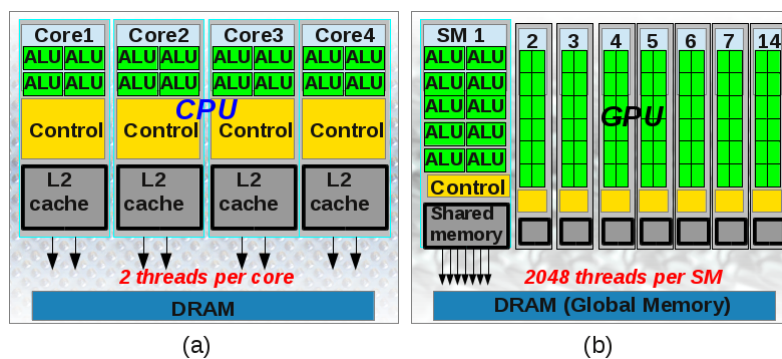 Core1 Core2 Core3 Core4
ALU ALU ALU ALU ALU ALU ALU ALU
ALU ALU ALU ALU ALU ALU ALU ALU
CPU
Control Control Control Control
L2 cache L2 cache L2 cache L2 cache
2 threads per core
DRAM
(a)
SM 1 2 3 4 5 6 7 14
ALU ALU
ALU ALU
ALU ALU
ALU ALU
ALU ALU
GPU
Control
Shared
memory
2048 threads per SM
DRAM (Global Memory)
(b)